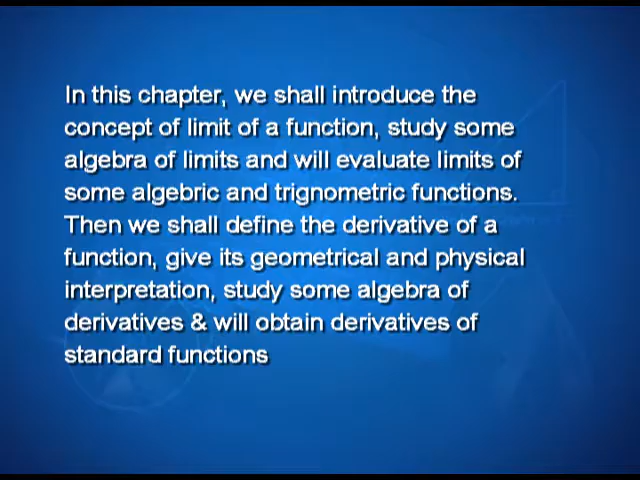 In this chapter, we shall introduce the
concept of limit of a function, study some
algebra of limits and will evaluate limits of
some algebric and trignometric functions.
Then we shall define the derivative of a
function, give its geometrical and physical
interpretation, study some algebra of
derivatives & will obtain derivatives of
standard functions